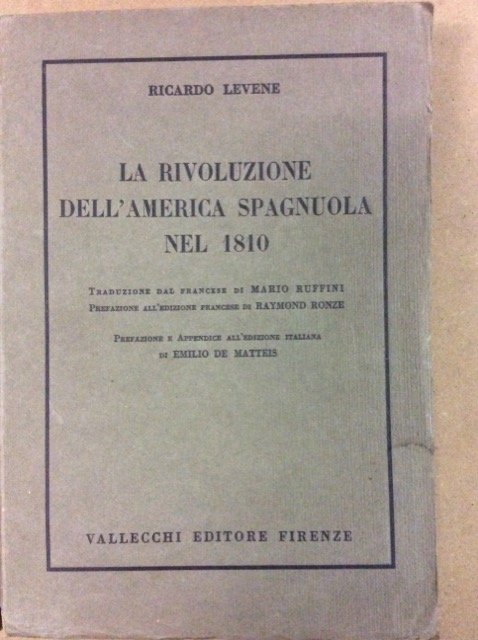 RICARDO LEVENE
LA RIVOLUZIONE
DELL'AMERICA SPAGNUOLA
NEL 1810
TRADUZIONE DAL FRANCESE DI MARIO RUFFINI
PREFAZIONE ALL'EDIZIONE FRANCESE DI RAYMOND RONZE
PREFAZIONE E APPENDICE ALL'EDIZIONE ITALIANA
DI EMILIO DE MATTEIS
VALLECCHI EDITORE FIRENZE